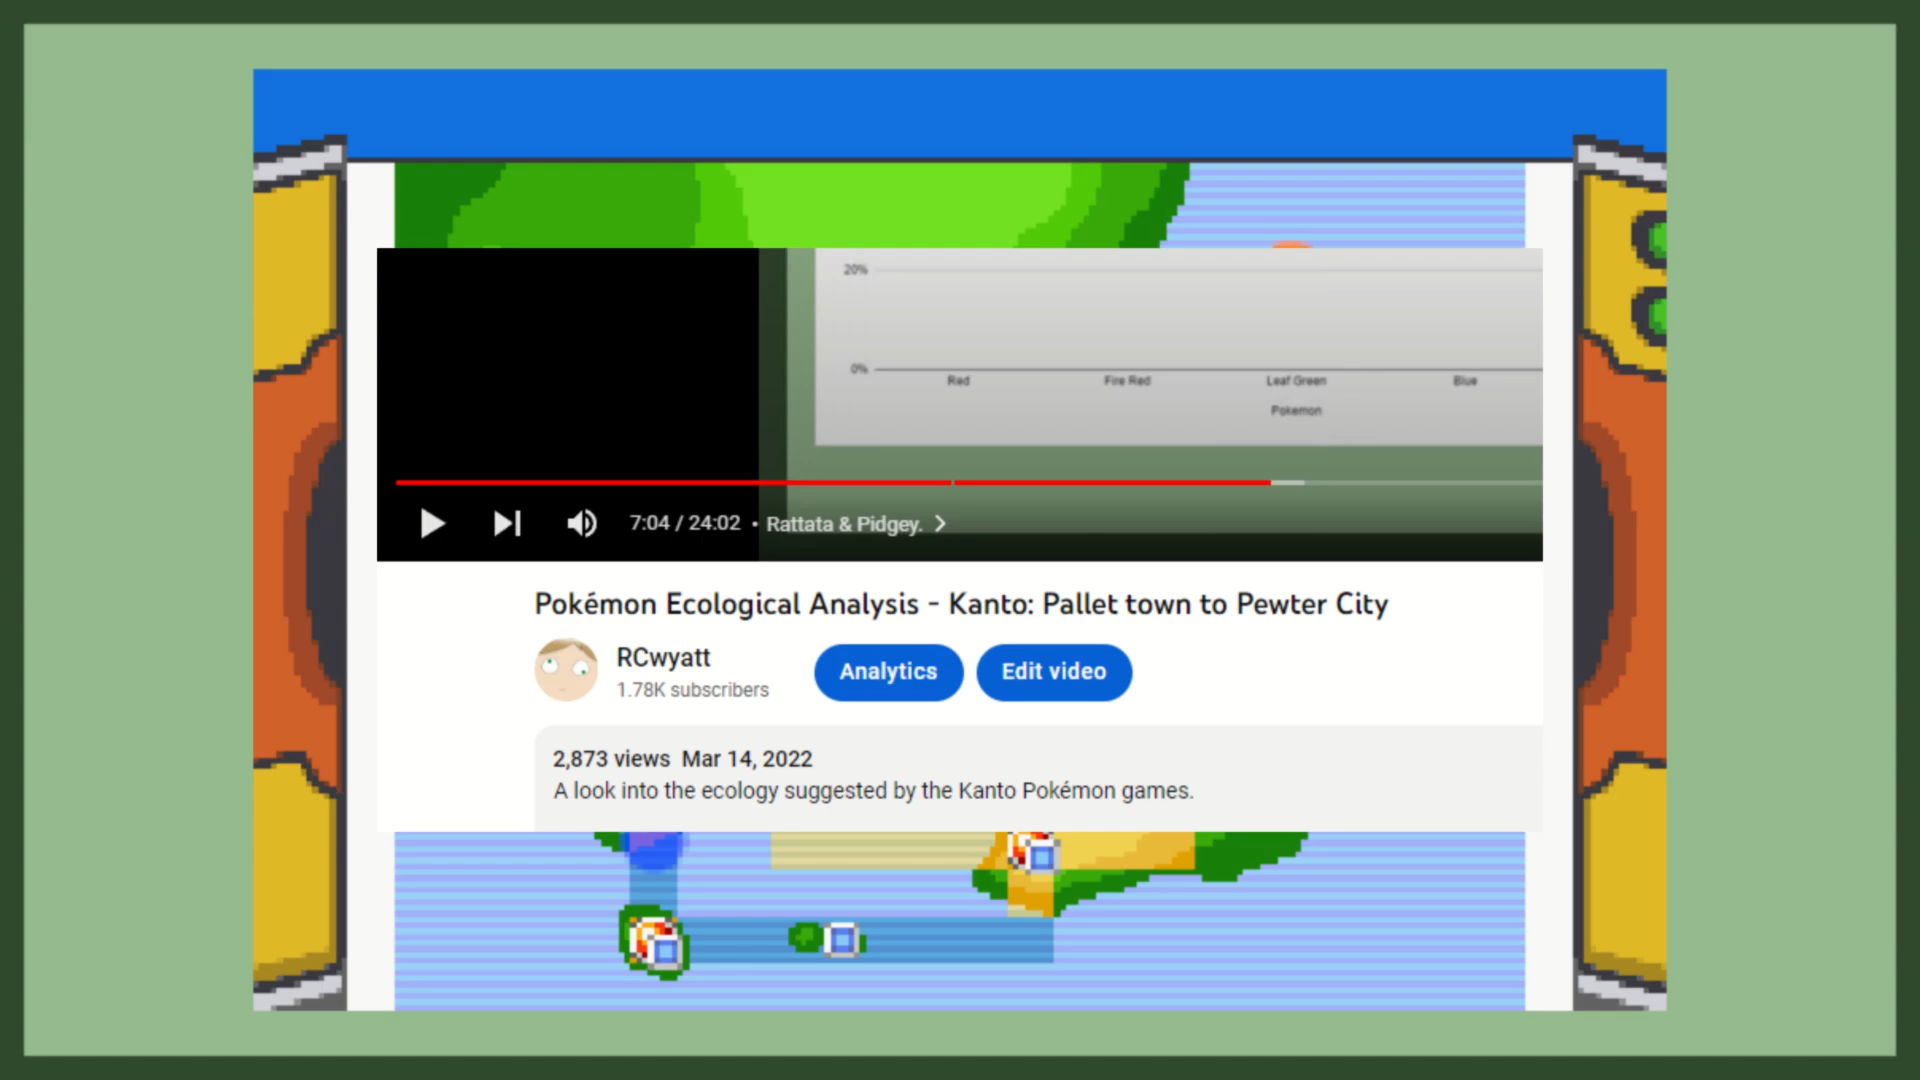 20%
0%
Red Fire Red Leaf Green Blue
Pokemon
7:04 / 24:02 • Rattata & Pidgey.
Pokémon Ecological Analysis - Kanto: Pallet town to Pewter City
RCwyatt
1.78K subscribers
Analytics
Edit video
2,873 views Mar 14, 2022
A look into the ecology suggested by the Kanto Pokémon games.